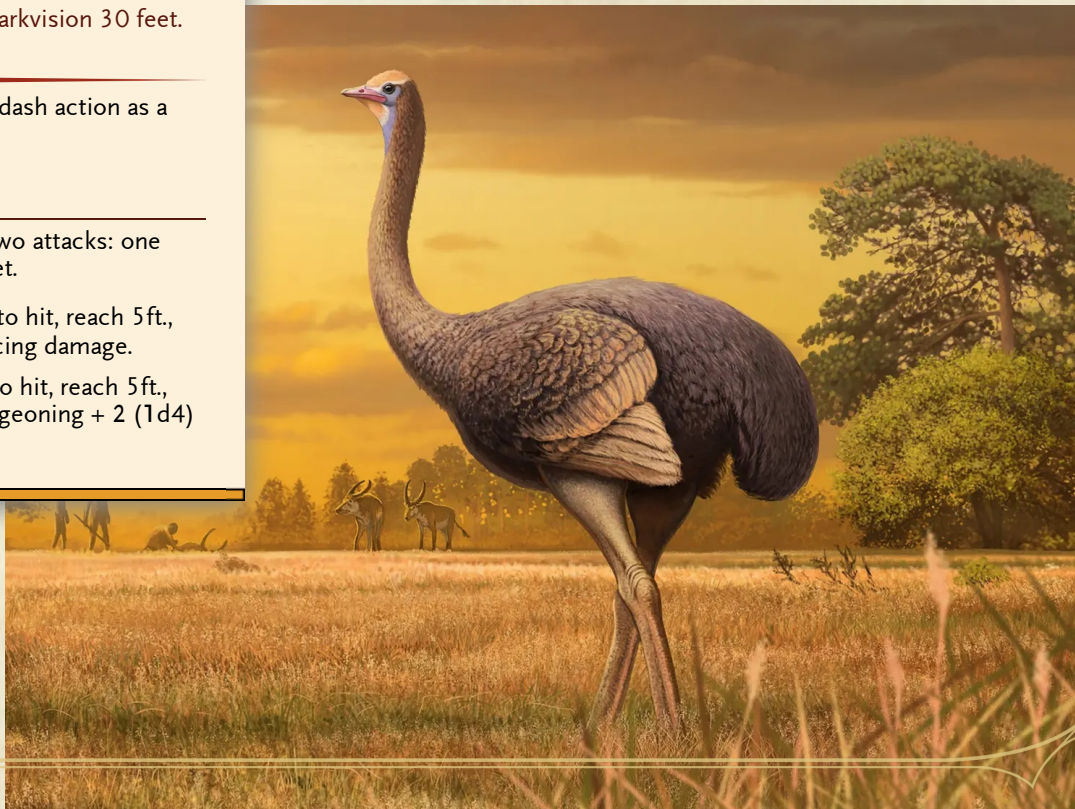 arkvision 30 feet.
dash action as a
wo attacks: one
et.
to hit, reach 5ft.,
cing damage.
o hit, reach 5ft.,
geoning + 2 (1d4)